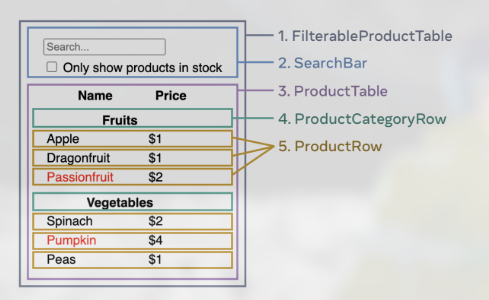 1. FilterableProductTable
Search...
Only show products in stock
2. SearchBar
Name Price
3. ProductTable
Fruits
4. ProductCategoryRow
Apple $1
Dragonfruit $1
5. ProductRow
Passionfruit $2
Vegetables
Spinach $2
Pumpkin $4
Peas $1